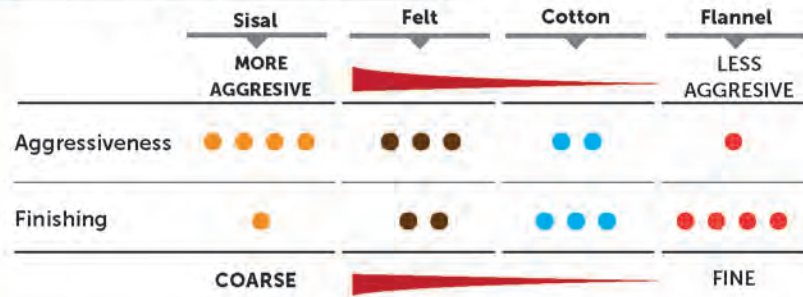 Sisal Felt Cotton Flannel
MORE LESS
AGGRESIVE AGGRESIVE
Aggressiveness
Finishing
COARSE FINE